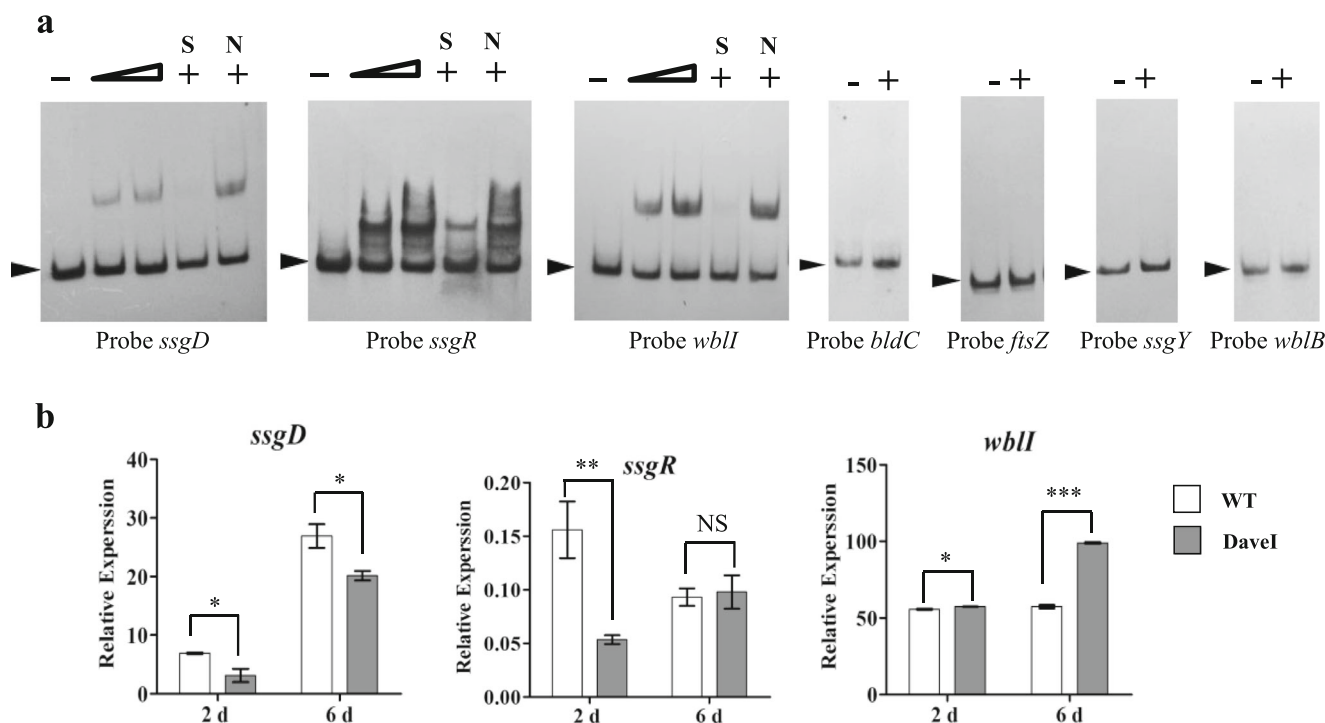 a
S N S N S N
− + + − + + − + + - + - + - + - +
Probe ssgD Probe ssgR Probe wblI Probe bldC Probe ftsZ Probe ssgY Probe wblB
b
ssgD
Relative Experssion
40
30
20
10
0
*
*
2 d 6 d
ssgR
Relative Experssion
0.20
0.15
0.10
0.05
0.00
**
NS
2 d 6 d
wblI
Relative Experssion
150
100
50
0
*
***
2 d 6 d
WT
DaveI